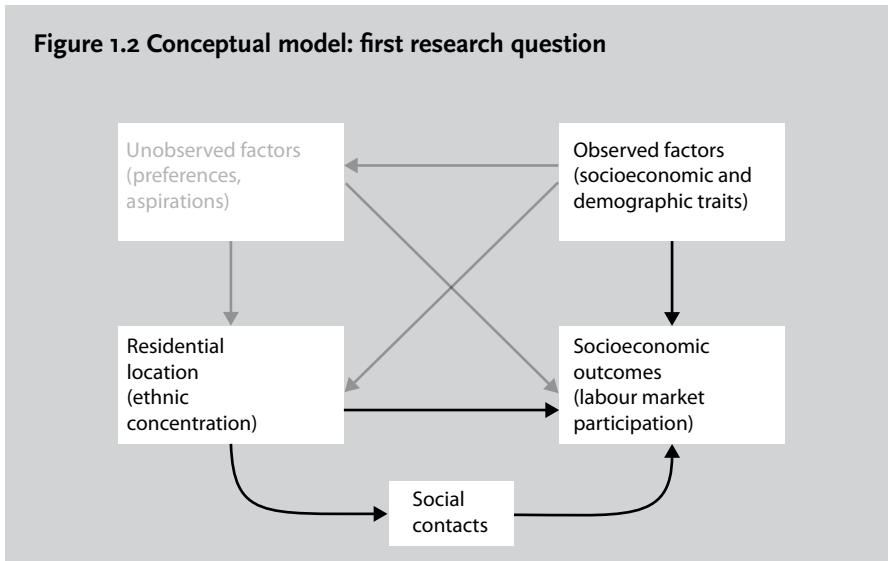 Figure 1.2 Conceptual model: first research question
Unobserved factors
(preferences,
aspirations)
Observed factors
(socioeconomic and
demographic traits)
Residential
location
(ethnic
concentration)
Socioeconomic
outcomes
(labour market
participation)
Social
contacts